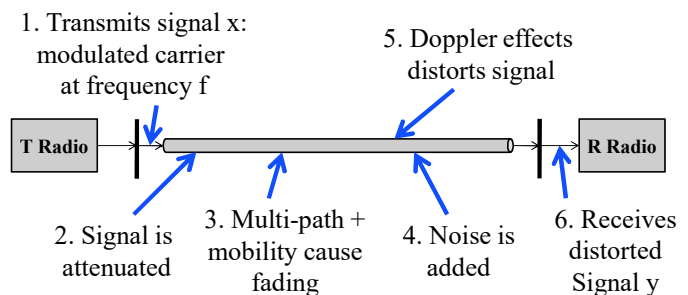 1. Transmits signal x:
modulated carrier
at frequency f
5. Doppler effects
distorts signal
T Radio
R Radio
2. Signal is
attenuated
3. Multi-path +
mobility cause
fading
4. Noise is
added
6. Receives
distorted
Signal y